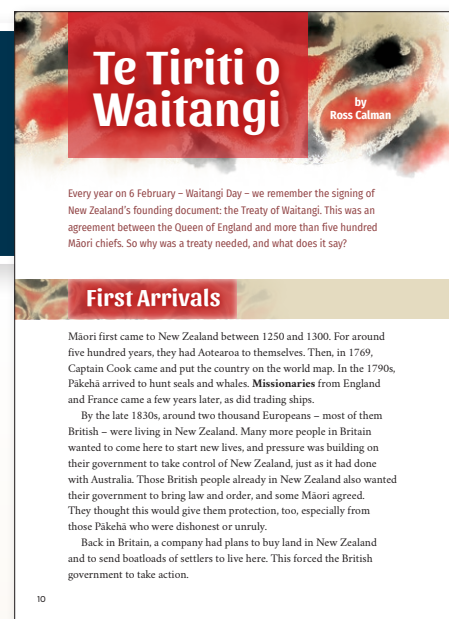 Te Tiriti o
Waitangi
by
Ross Calman
Every year on 6 February – Waitangi Day – we remember the signing of
New Zealand's founding document: the Treaty of Waitangi. This was an
agreement between the Queen of England and more than five hundred
Māori chiefs. So why was a treaty needed, and what does it say?
First Arrivals
Māori first came to New Zealand between 1250 and 1300. For around
five hundred years, they had Aotearoa to themselves. Then, in 1769,
Captain Cook came and put the country on the world map. In the 1790s,
Pākehā arrived to hunt seals and whales. Missionaries from England
and France came a few years later, as did trading ships.
By the late 1830s, around two thousand Europeans – most of them
British – were living in New Zealand. Many more people in Britain
wanted to come here to start new lives, and pressure was building on
their government to take control of New Zealand, just as it had done
with Australia. Those British people already in New Zealand also wanted
their government to bring law and order, and some Māori agreed.
They thought this would give them protection, too, especially from
those Pākehā who were dishonest or unruly.
Back in Britain, a company had plans to buy land in New Zealand
and to send boatloads of settlers to live here. This forced the British
government to take action.
10